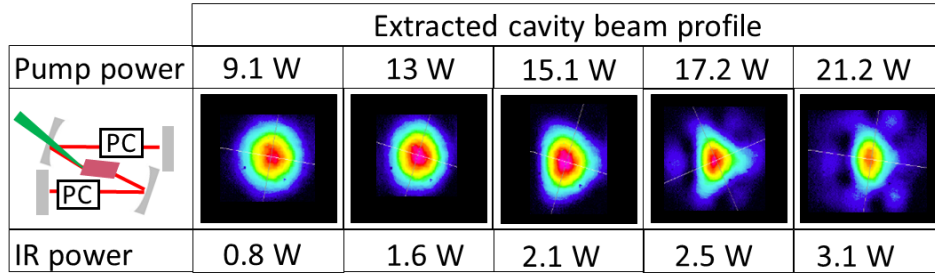 Extracted cavity beam profile
Pump power 9.1 W 13 W 15.1 W 17.2 W 21.2 W
PC
PC
IR power 0.8 W 1.6 W 2.1 W 2.5 W 3.1 W